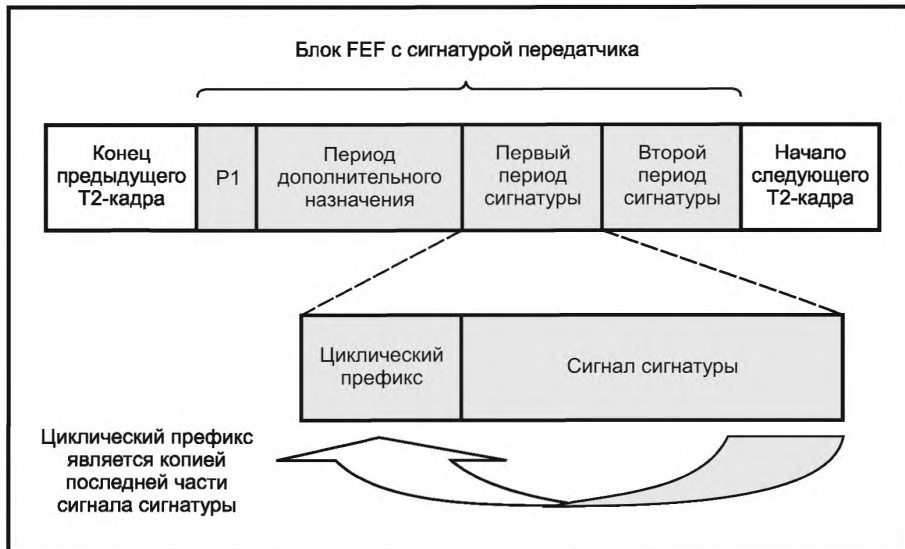 Блок FEF с сигнатурой передатчика
Конец
предыдущего
Т2-кадра
P1
Период
дополнительного
назначения
Первый
период
сигнатуры
Второй
период
сигнатуры
Начало
следующего
Т2-кадра
Циклический
префикс
Сигнал сигнатуры
Циклический префикс
является копией
последней части
сигнала сигнатуры